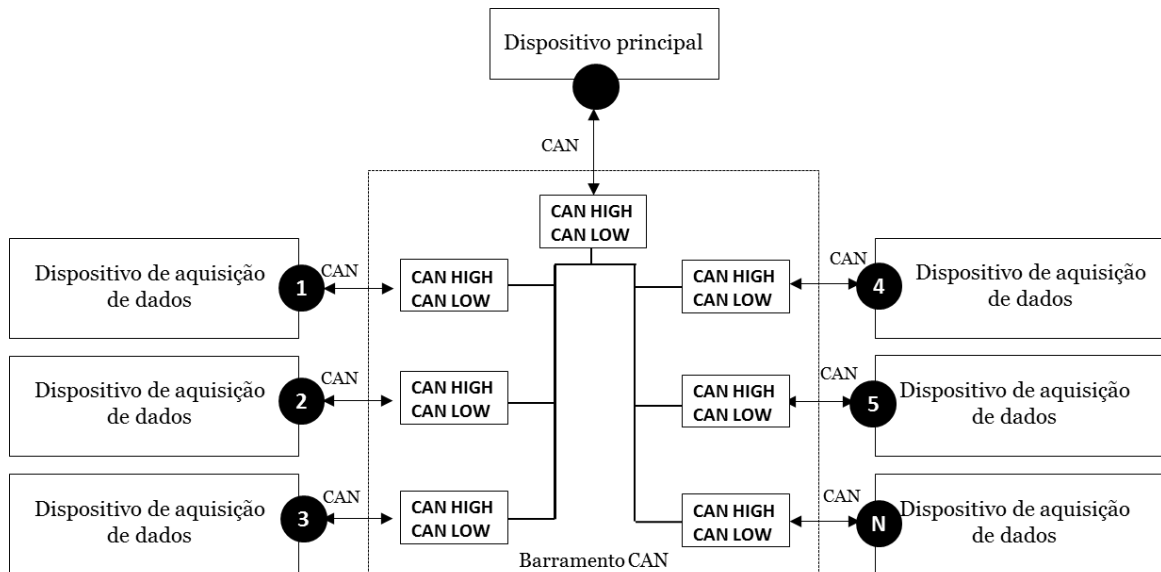 Dispositivo principal
CAN
CAN HIGH
CAN LOW
Dispositivo de aquisição
de dados
1
CAN
CAN HIGH
CAN LOW
CAN HIGH
CAN LOW
CAN
4
Dispositivo de aquisição
de dados
Dispositivo de aquisição
de dados
2
CAN
CAN HIGH
CAN LOW
CAN HIGH
CAN LOW
CAN
5
Dispositivo de aquisição
de dados
Dispositivo de aquisição
de dados
3
CAN
CAN HIGH
CAN LOW
CAN HIGH
CAN LOW
CAN
N
Dispositivo de aquisição
de dados
Barramento CAN